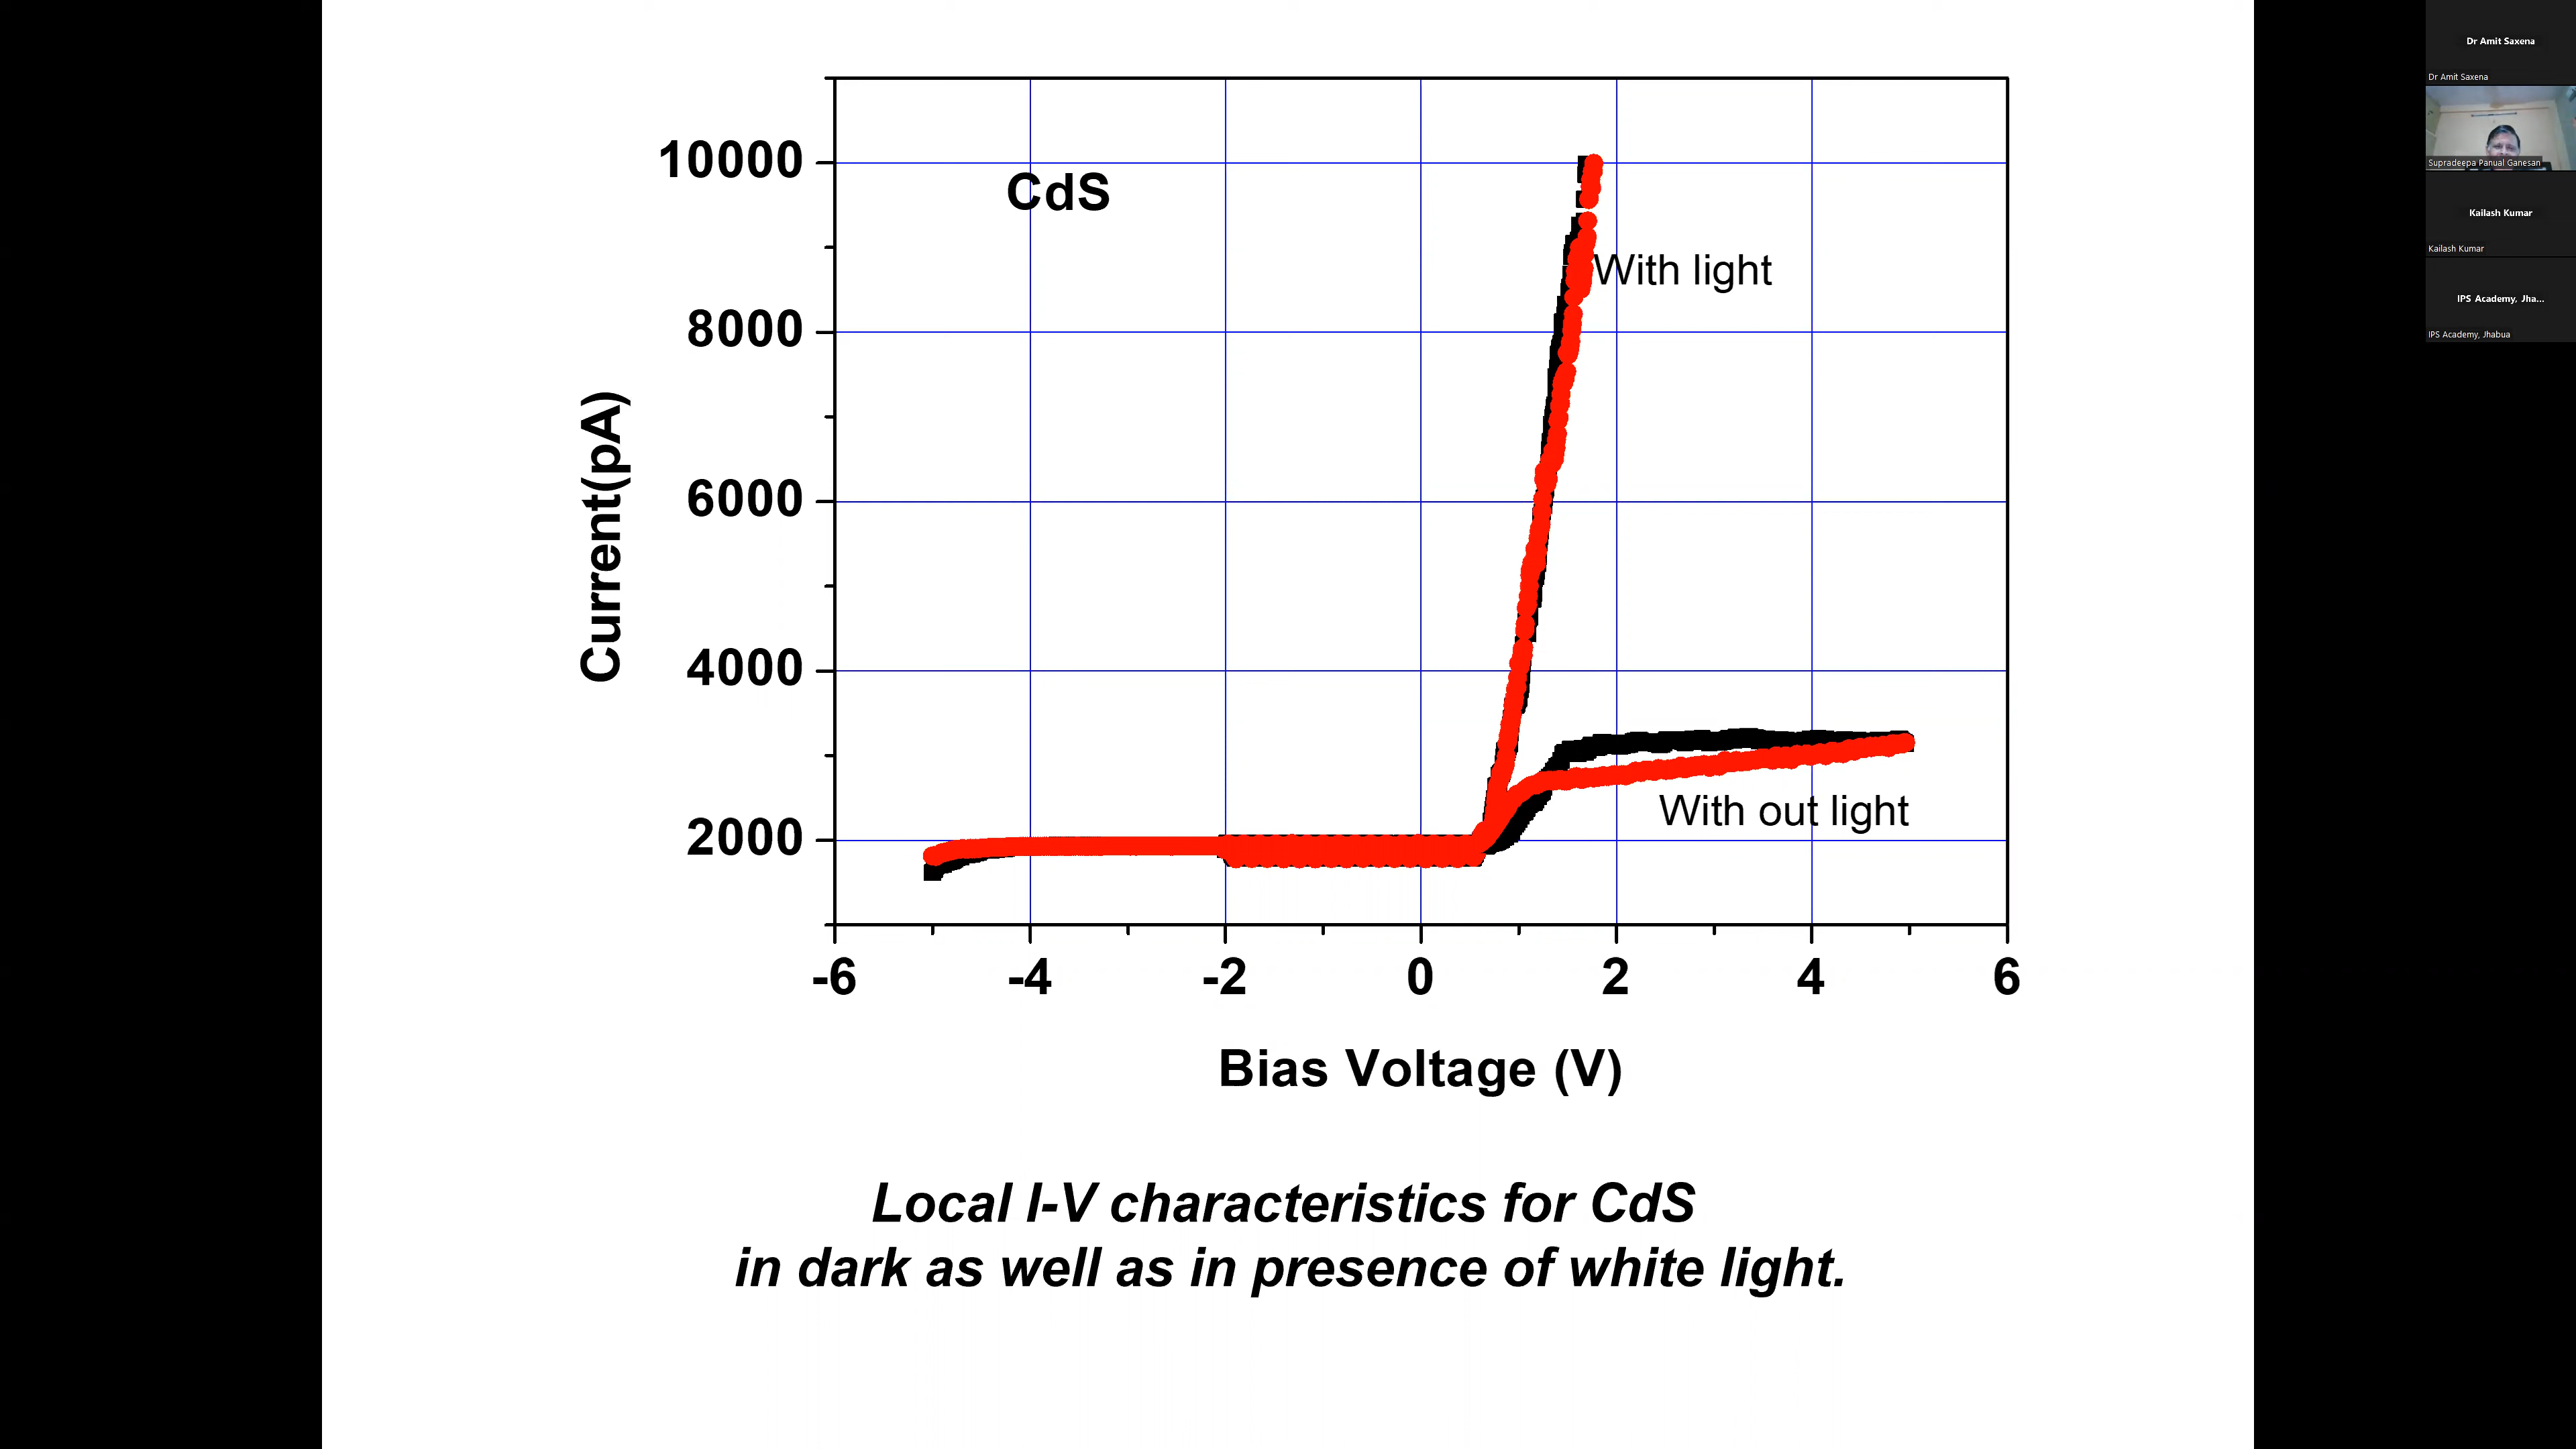 10000
8000
6000
4000
2000
Current(pA)
CdS
With light
With out light
-6 -4 -2 0 2 4 6
Bias Voltage (V)
Local I-V characteristics for CdS
in dark as well as in presence of white light.
Dr Amit Saxena
Dr Amit Saxena
Supradeepa Panual Ganesan
Kailash Kumar
Kailash Kumar
IPS Academy, Jha...
IPS Academy, Jhabua